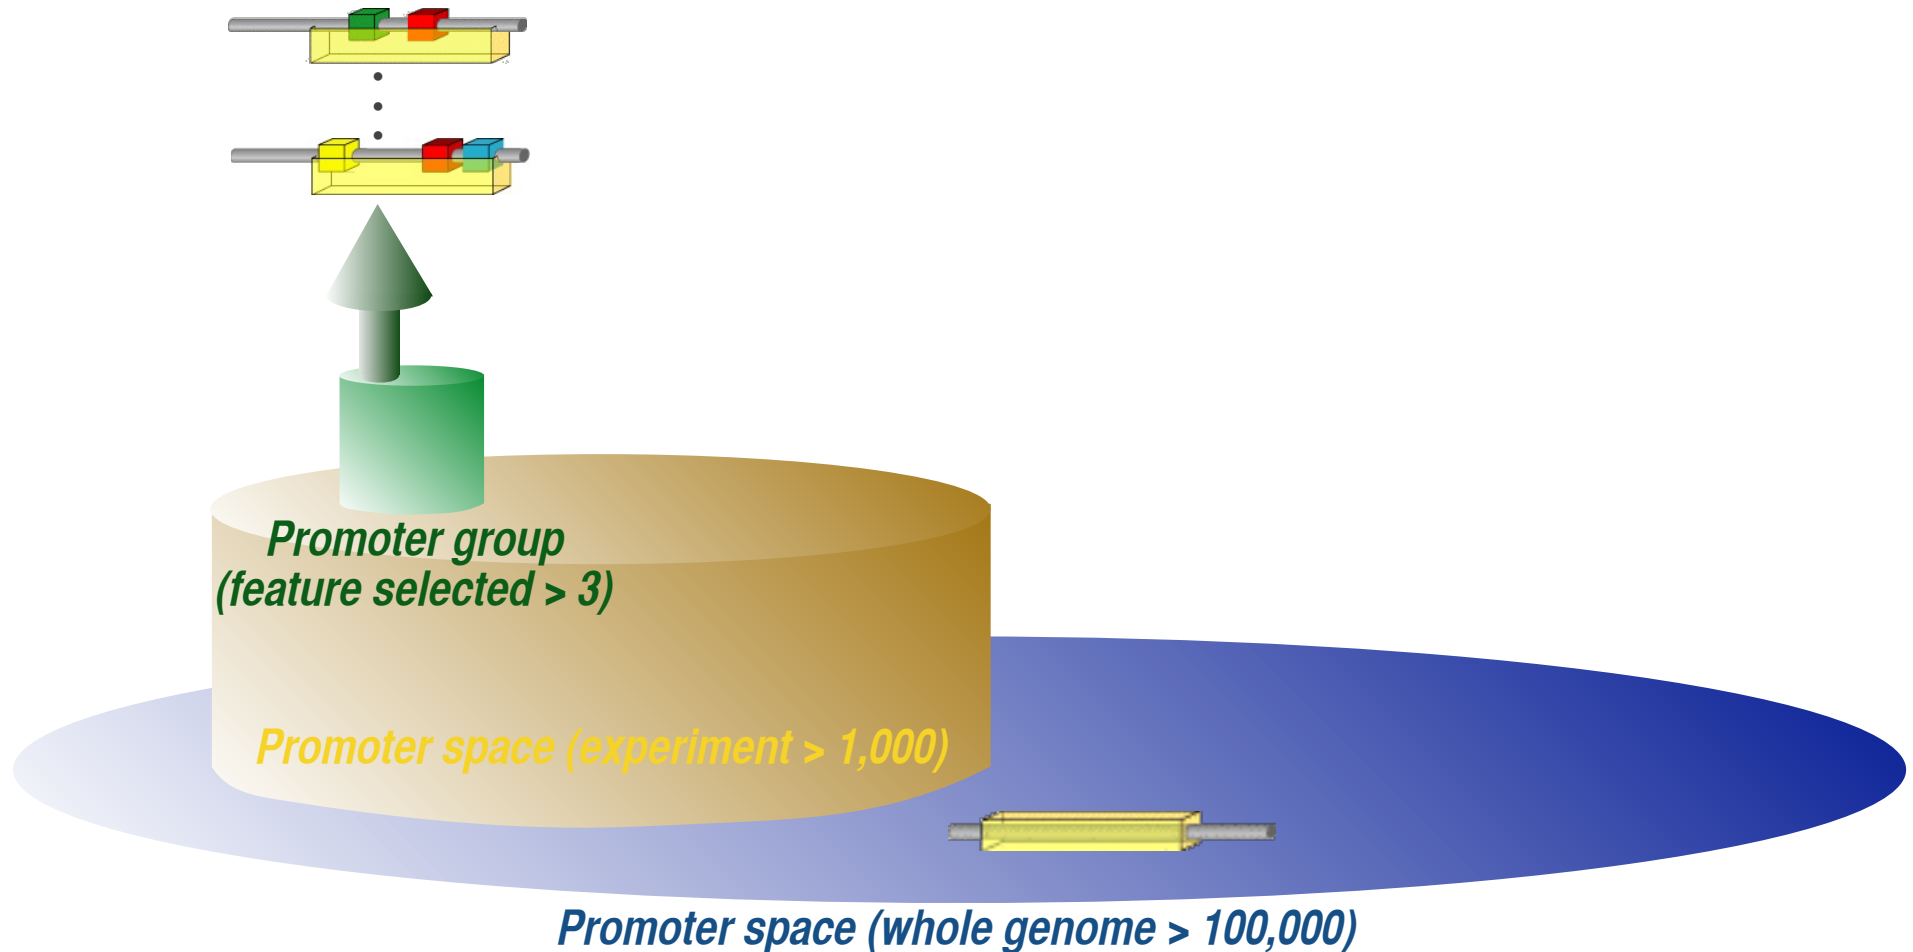 Promoter group
(feature selected > 3)
Promoter space (experiment > 1,000)
Promoter space (whole genome > 100,000)